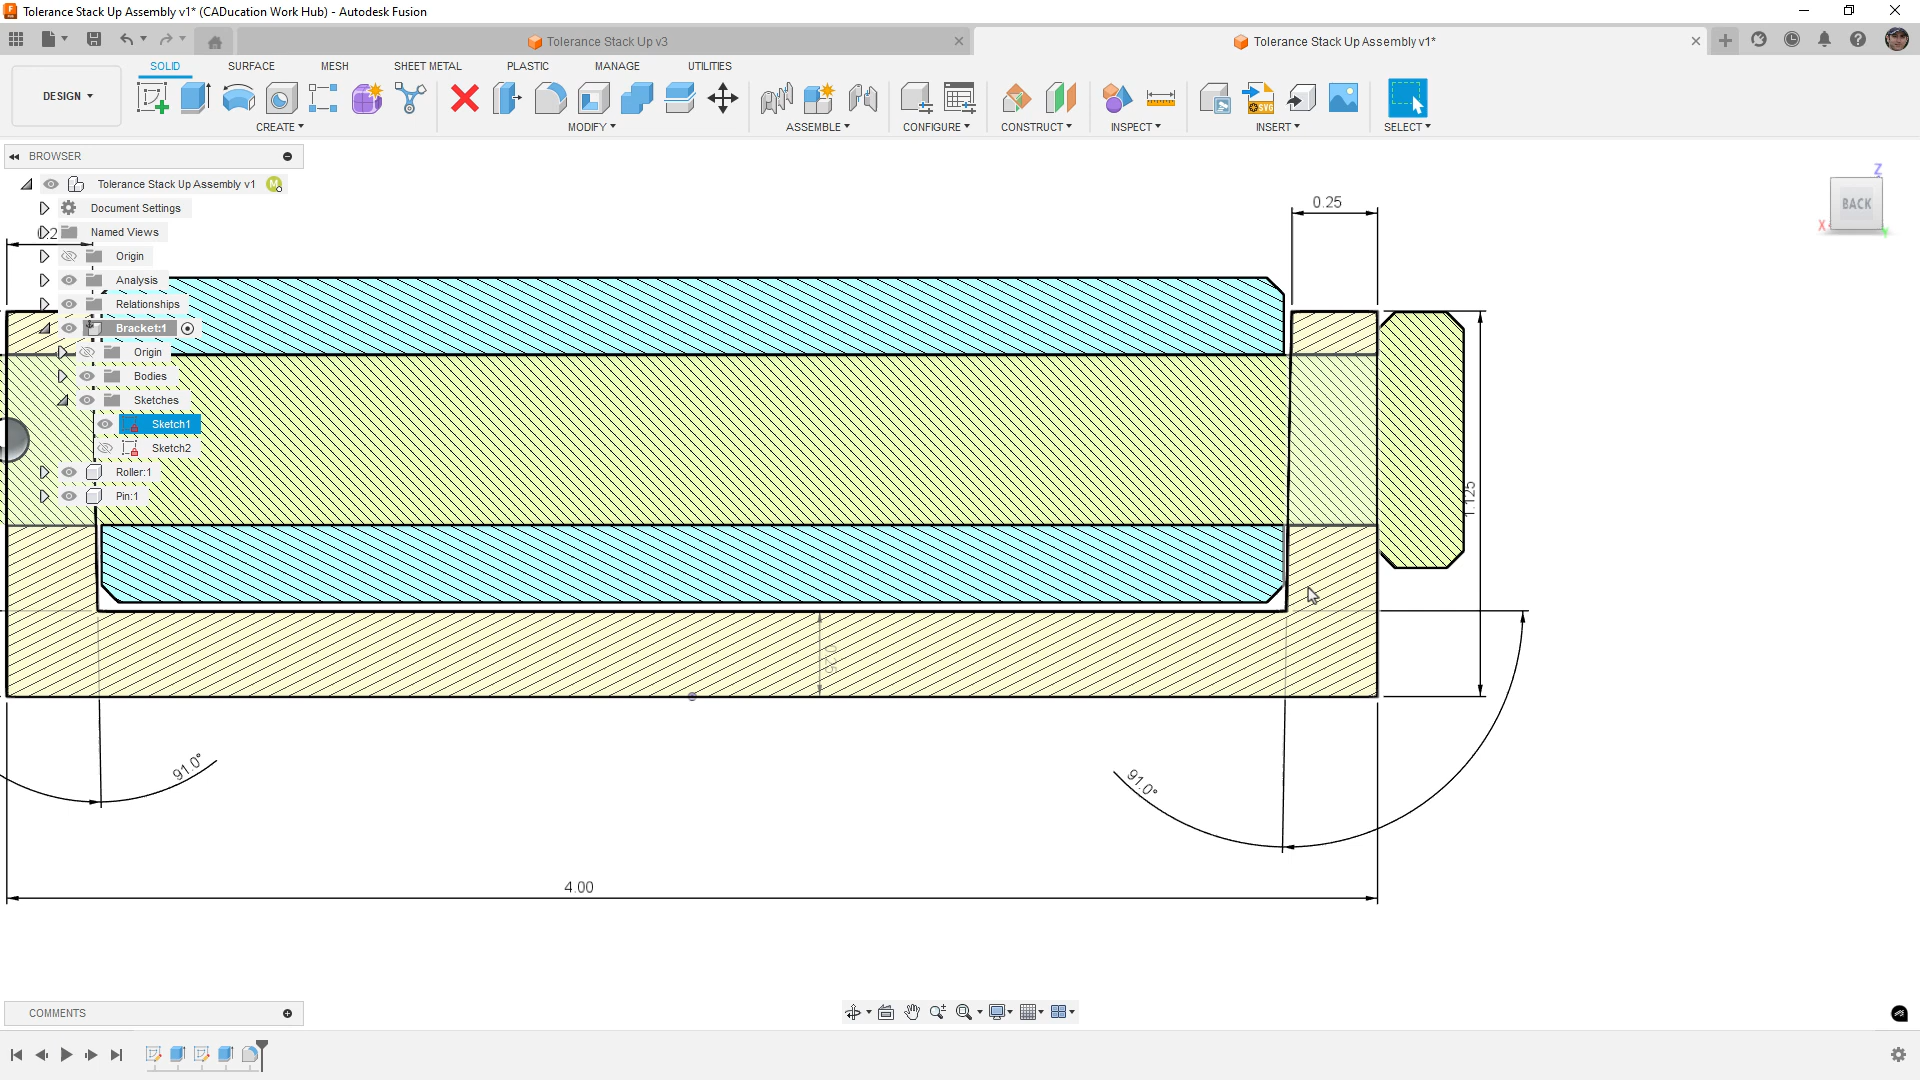 Tolerance Stack Up Assembly v1* (CADucation Work Hub) - Autodesk Fusion
Tolerance Stack Up v3
Tolerance Stack Up Assembly v1*
DESIGN
SOLID
SURFACE
MESH
SHEET METAL
PLASTIC
MANAGE
UTILITIES
CREATE
MODIFY
ASSEMBLE
CONFIGURE
CONSTRUCT
INSPECT
INSERT
SELECT
BROWSER
Tolerance Stack Up Assembly v1
M
Document Settings
Named Views
Origin
Analysis
Relationships
Bracket:1
Origin
Bodies
Sketches
Sketch1
Sketch2
Roller:1
Pin:1
0.25
1.125
0.25
91.0°
91.0°
4.00
Z
BACK
X
COMMENTS